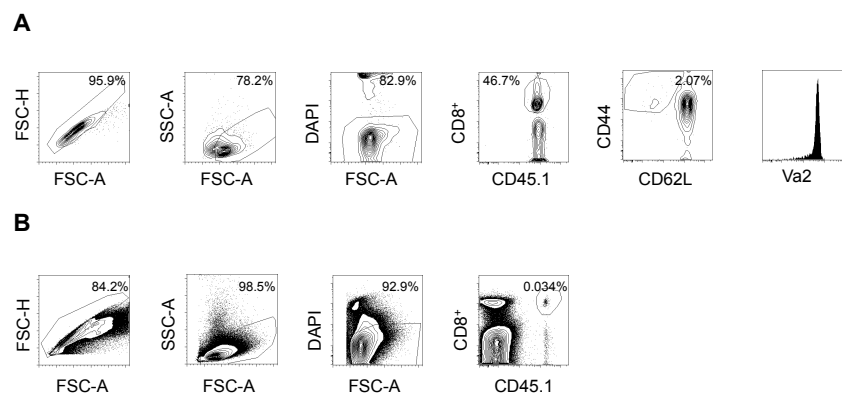 A
95.9%
FSC-H
FSC-A
78.2%
SSC-A
FSC-A
82.9%
DAPI
FSC-A
46.7%
CD8+
CD45.1
2.07%
CD44
CD62L
Va2
B
84.2%
FSC-H
FSC-A
98.5%
SSC-A
FSC-A
92.9%
DAPI
FSC-A
0.034%
CD8+
CD45.1